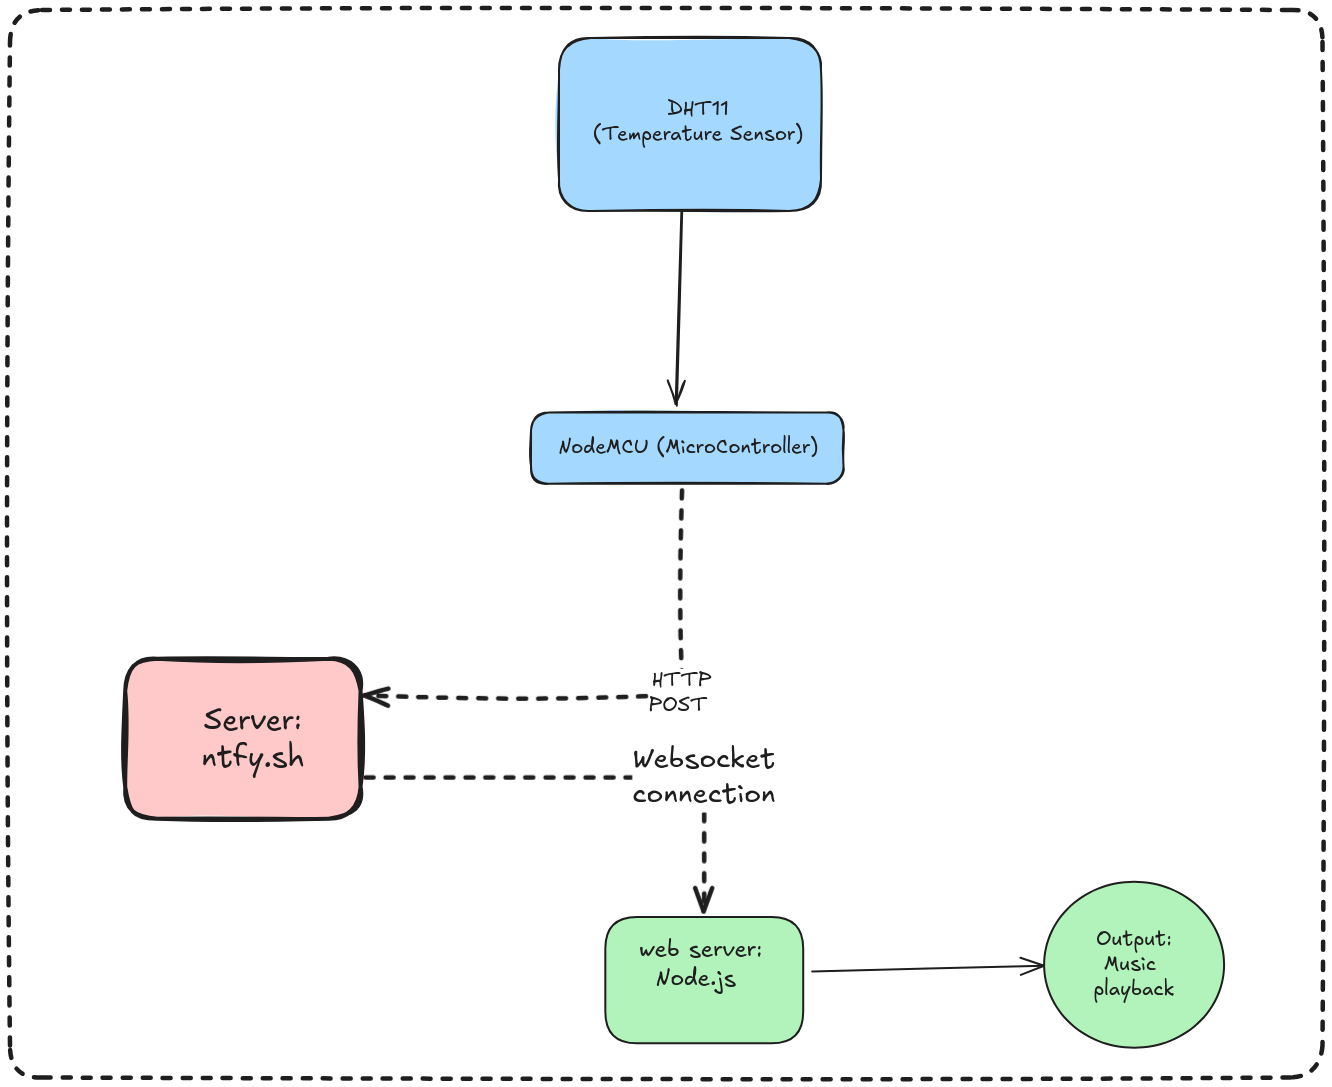 DHT11
(Temperature Sensor)
NodeMCU (MicroController)
HTTP
POST
Server:
ntfy.sh
Websocket
connection
web server:
Node.js
Output:
Music
playback